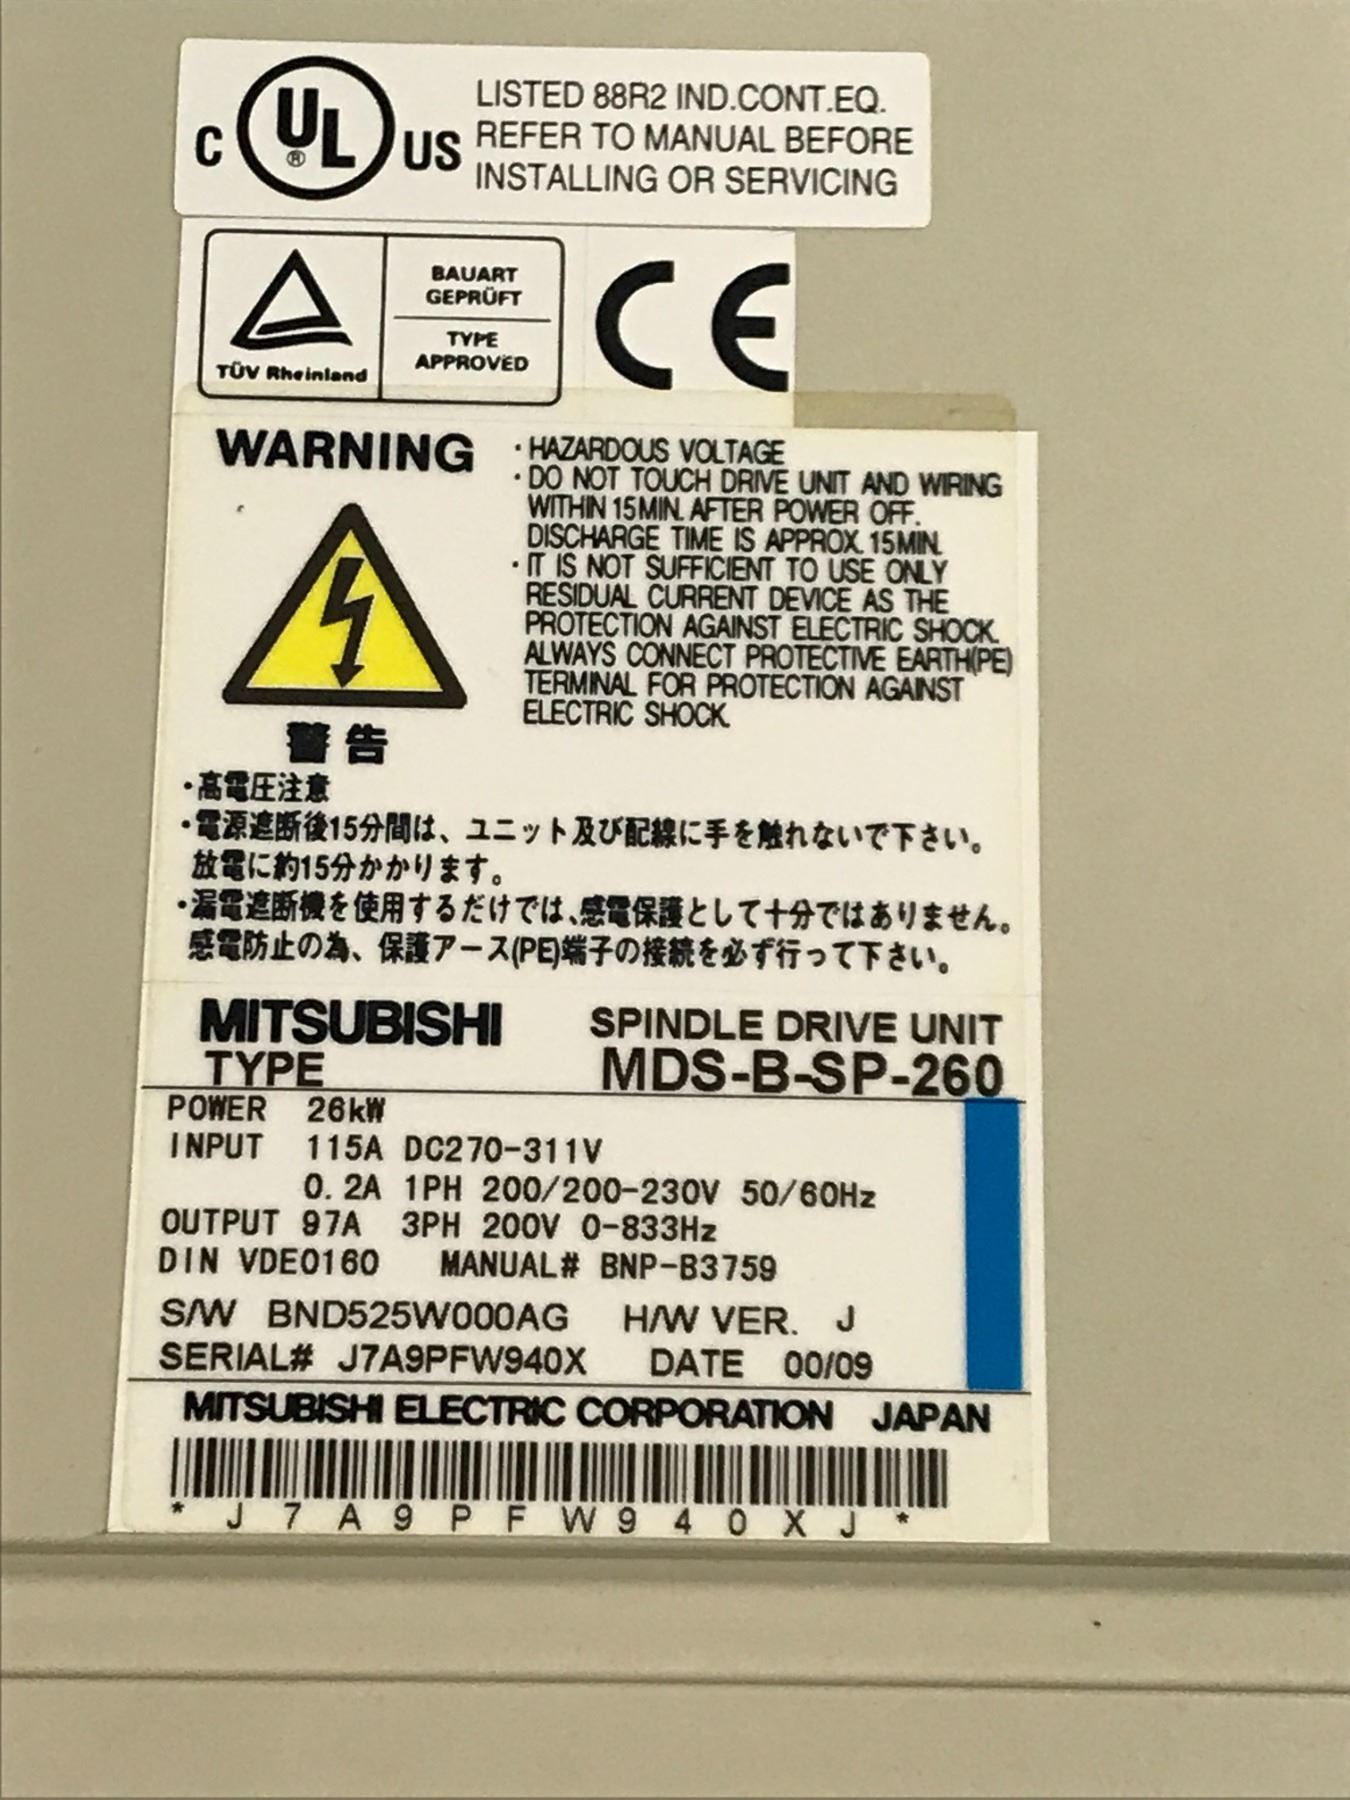 C UL® US
LISTED 88R2 IND.CONT.EQ.
REFER TO MANUAL BEFORE
INSTALLING OR SERVICING
TÜV Rheinland
BAUART
GEPRÜFT
TYPE
APPROVED
CE
WARNING
・HAZARDOUS VOLTAGE
・DO NOT TOUCH DRIVE UNIT AND WIRING
WITHIN 15MIN. AFTER POWER OFF.
DISCHARGE TIME IS APPROX. 15MIN.
・IT IS NOT SUFFICIENT TO USE ONLY
RESIDUAL CURRENT DEVICE AS THE
PROTECTION AGAINST ELECTRIC SHOCK.
ALWAYS CONNECT PROTECTIVE EARTH(PE)
TERMINAL FOR PROTECTION AGAINST
ELECTRIC SHOCK.
警告
・高電圧注意
・電源遮断後15分間は、ユニット及び配線に手を触れないで下さい。
放電に約15分かかります。
・漏電遮断機を使用するだけでは、感電保護として十分ではありません。
感電防止の為、保護アース(PE)端子の接続を必ず行って下さい。
MITSUBISHI SPINDLE DRIVE UNIT
TYPE MDS-B-SP-260
POWER 26kW
INPUT 115A DC270-311V
0.2A 1PH 200/200-230V 50/60Hz
OUTPUT 97A 3PH 200V 0-833Hz
DIN VDE0160 MANUAL# BNP-B3759
S/W BND525W000AG H/W VER. J
SERIAL# J7A9PFW940X DATE 00/09
MITSUBISHI ELECTRIC CORPORATION JAPAN
* J 7 A 9 P F W 9 4 0 X J *